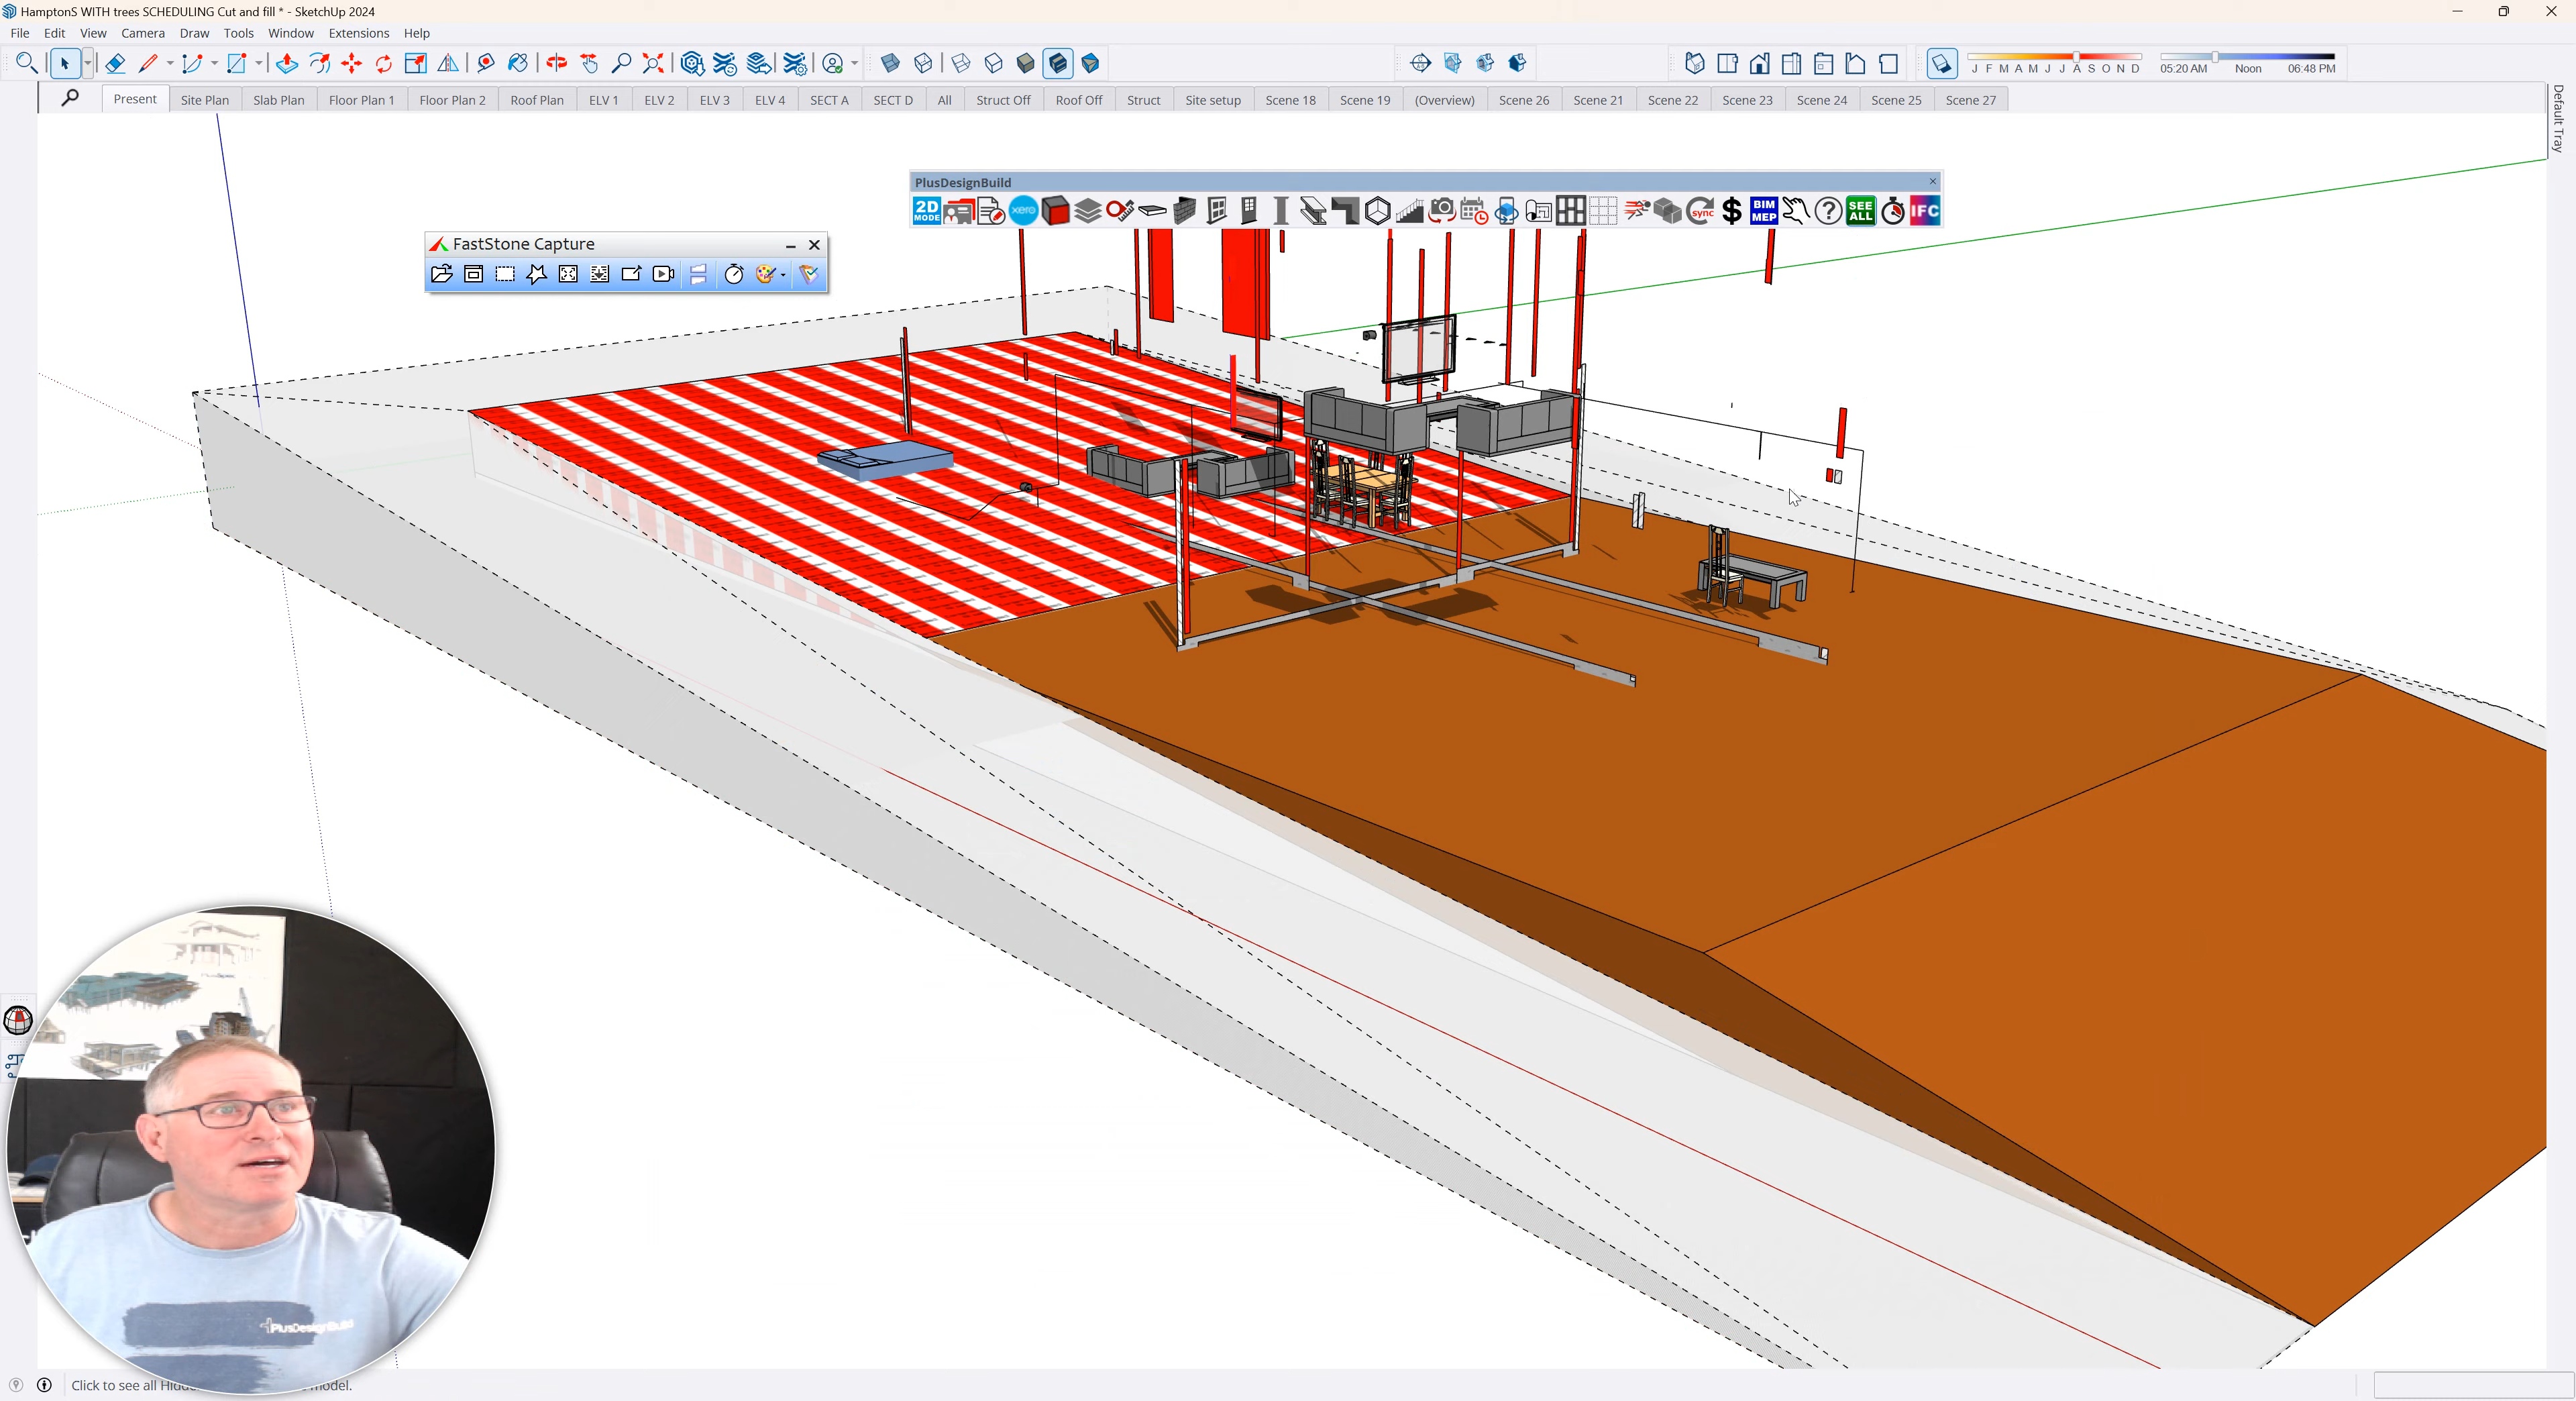 HamptonS WITH trees SCHEDULING Cut and fill * - SketchUp 2024
File Edit View Camera Draw Tools Window Extensions Help
J F M A M J J A S O N D
05:20 AM Noon 06:48 PM
Present Site Plan Slab Plan Floor Plan 1 Floor Plan 2 Roof Plan ELV 1 ELV 2 ELV 3 ELV 4 SECT A SECT D All Struct Off Roof Off Struct Site setup Scene 18 Scene 19 (Overview) Scene 26 Scene 21 Scene 22 Scene 23 Scene 24 Scene 25 Scene 27
Default Tray
PlusDesignBuild
2D MODE xero sync $ BIM MEP ? SEE ALL IFC
FastStone Capture
PlusDesignBuild
Click to see all model.